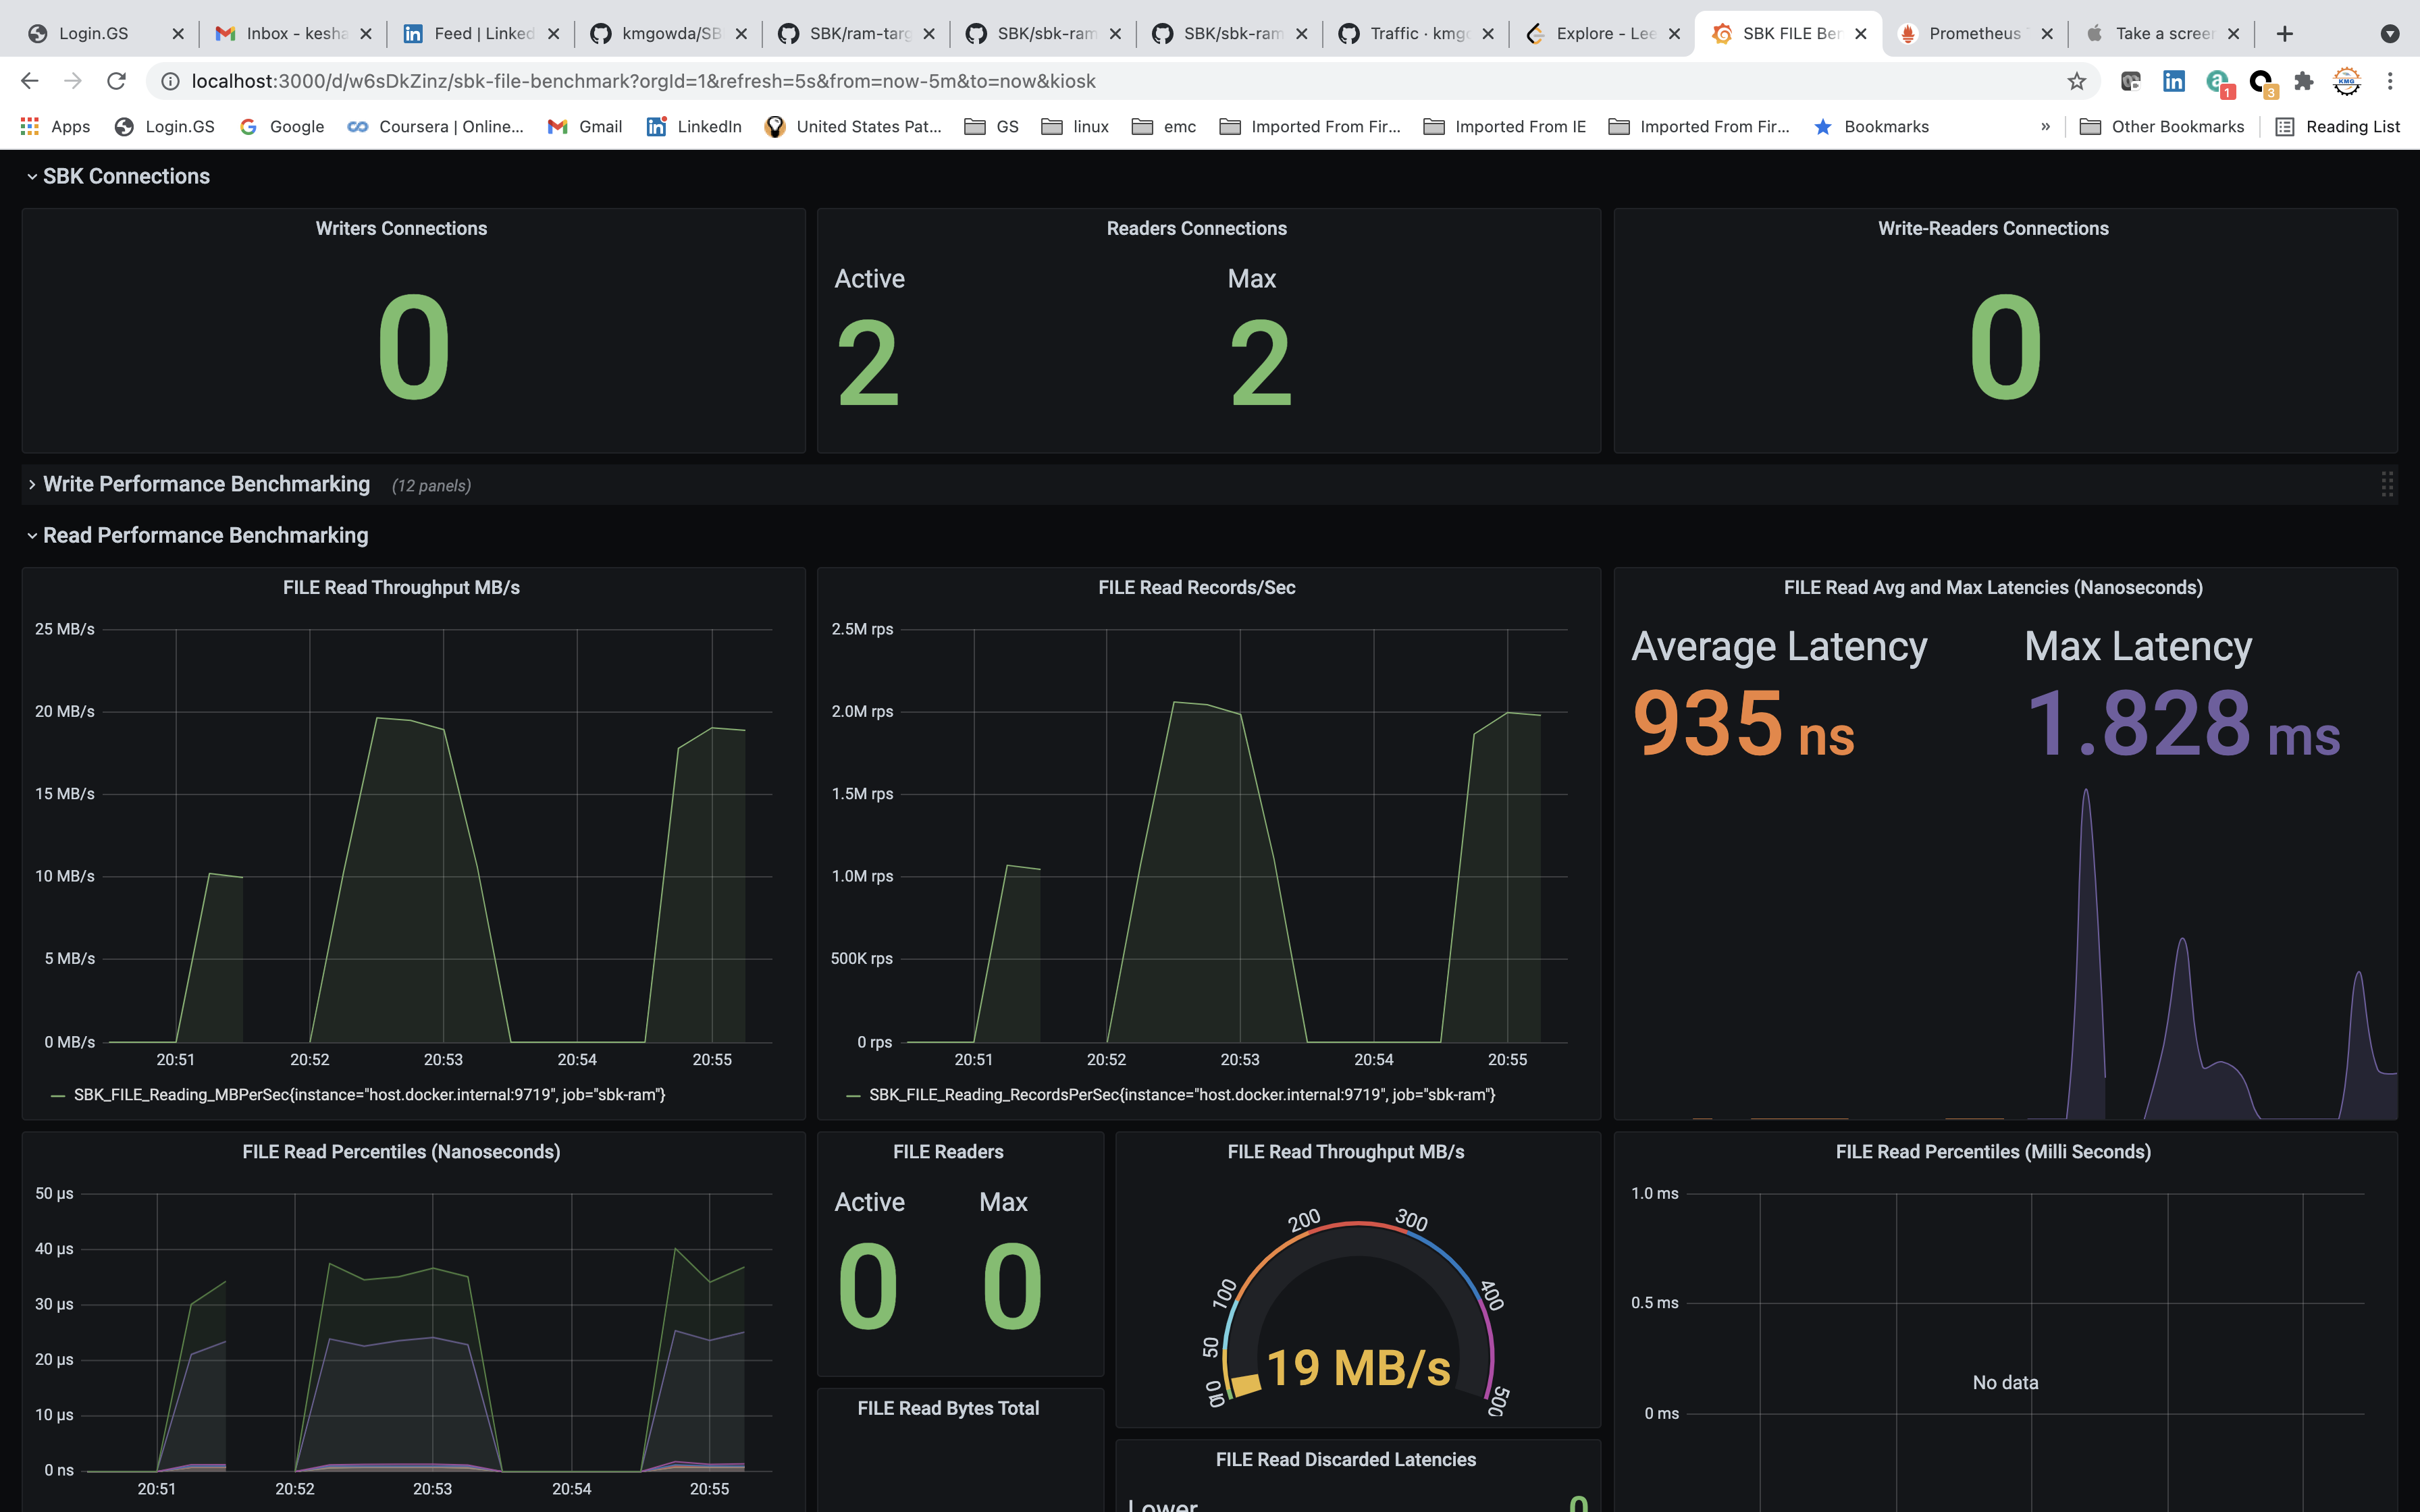 Login.GS
Inbox - kesha
Feed | Linked
kmgowda/SB
SBK/ram-targ
SBK/sbk-ram
SBK/sbk-ram
Traffic · kmgo
Explore - Lee
SBK FILE Ben
Prometheus
Take a screen
localhost:3000/d/w6sDkZinz/sbk-file-benchmark?orgId=1&refresh=5s&from=now-5m&to=now&kiosk
1
3
KMG
Apps
Login.GS
Google
Coursera | Online...
Gmail
LinkedIn
United States Pat...
GS
linux
emc
Imported From Fir...
Imported From IE
Imported From Fir...
Bookmarks
»
Other Bookmarks
Reading List
SBK Connections
Writers Connections
0
Readers Connections
Active
Max
2
2
Write-Readers Connections
0
Write Performance Benchmarking (12 panels)
Read Performance Benchmarking
FILE Read Throughput MB/s
25 MB/s
20 MB/s
15 MB/s
10 MB/s
5 MB/s
0 MB/s
20:51 20:52 20:53 20:54 20:55
SBK_FILE_Reading_MBPerSec{instance="host.docker.internal:9719", job="sbk-ram"}
FILE Read Records/Sec
2.5M rps
2.0M rps
1.5M rps
1.0M rps
500K rps
0 rps
20:51 20:52 20:53 20:54 20:55
SBK_FILE_Reading_RecordsPerSec{instance="host.docker.internal:9719", job="sbk-ram"}
FILE Read Avg and Max Latencies (Nanoseconds)
Average Latency
935 ns
Max Latency
1.828 ms
FILE Read Percentiles (Nanoseconds)
50 µs
40 µs
30 µs
20 µs
10 µs
0 ns
20:51 20:52 20:53 20:54 20:55
FILE Readers
Active
Max
0
0
FILE Read Bytes Total
FILE Read Throughput MB/s
0
10
50
100
200
300
400
500
19 MB/s
FILE Read Discarded Latencies
Lower
0
FILE Read Percentiles (Milli Seconds)
1.0 ms
0.5 ms
0 ms
No data